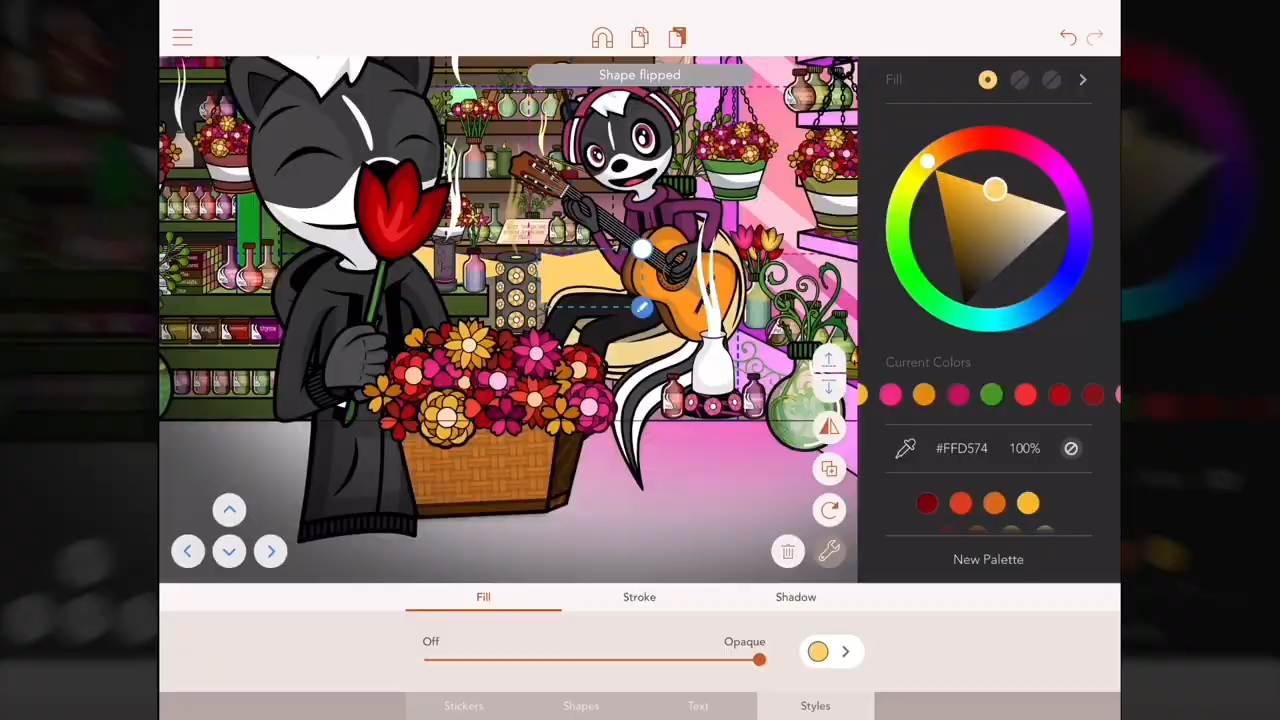 Shape flipped
Fill
Current Colors
#FFD574 100%
New Palette
Fill Stroke Shadow
Off Opaque
Stickers Shapes Text Styles